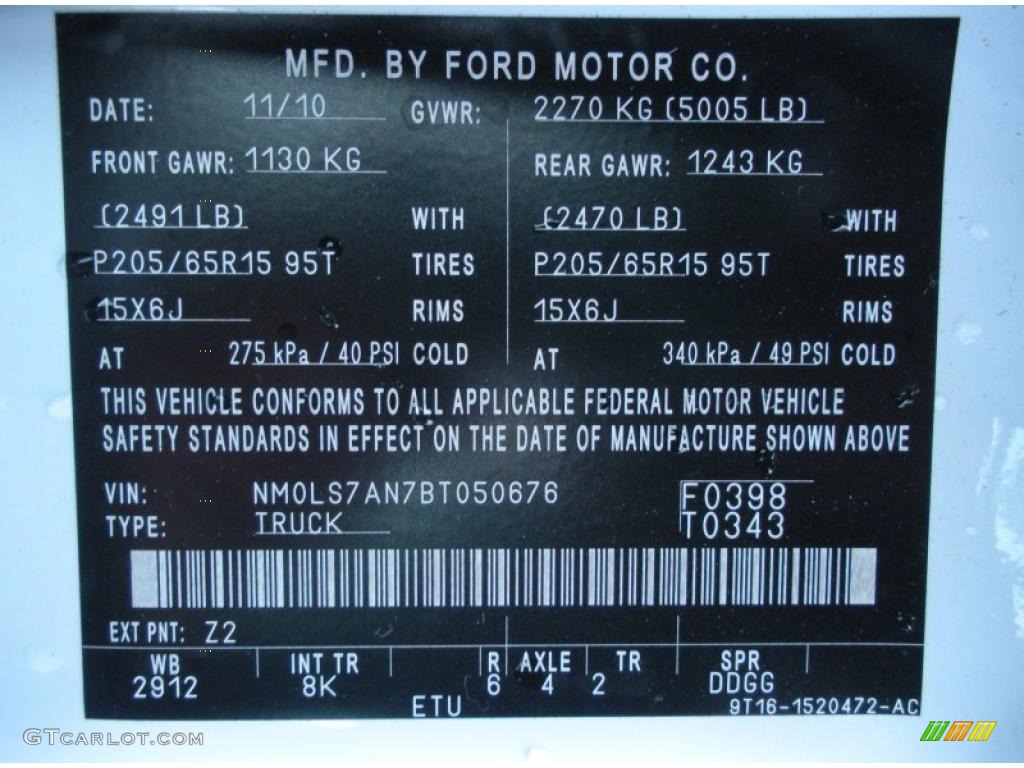 MFD. BY FORD MOTOR CO.
DATE: 11/10 GVWR: 2270 KG (5005 LB)
FRONT GAWR: 1130 KG REAR GAWR: 1243 KG
(2491 LB) WITH (2470 LB) WITH
P205/65R15 95T TIRES P205/65R15 95T TIRES
15X6J RIMS 15X6J RIMS
AT 275 kPa / 40 PSI COLD AT 340 kPa / 49 PSI COLD
THIS VEHICLE CONFORMS TO ALL APPLICABLE FEDERAL MOTOR VEHICLE
SAFETY STANDARDS IN EFFECT ON THE DATE OF MANUFACTURE SHOWN ABOVE
VIN: NM0LS7AN7BT050676 F0398
TYPE: TRUCK T0343
EXT PNT: Z2
WB INT TR R AXLE TR SPR
2912 8K 6 4 2 DDGG
ETU 9T16-1520472-AC
GTCARLOT.COM